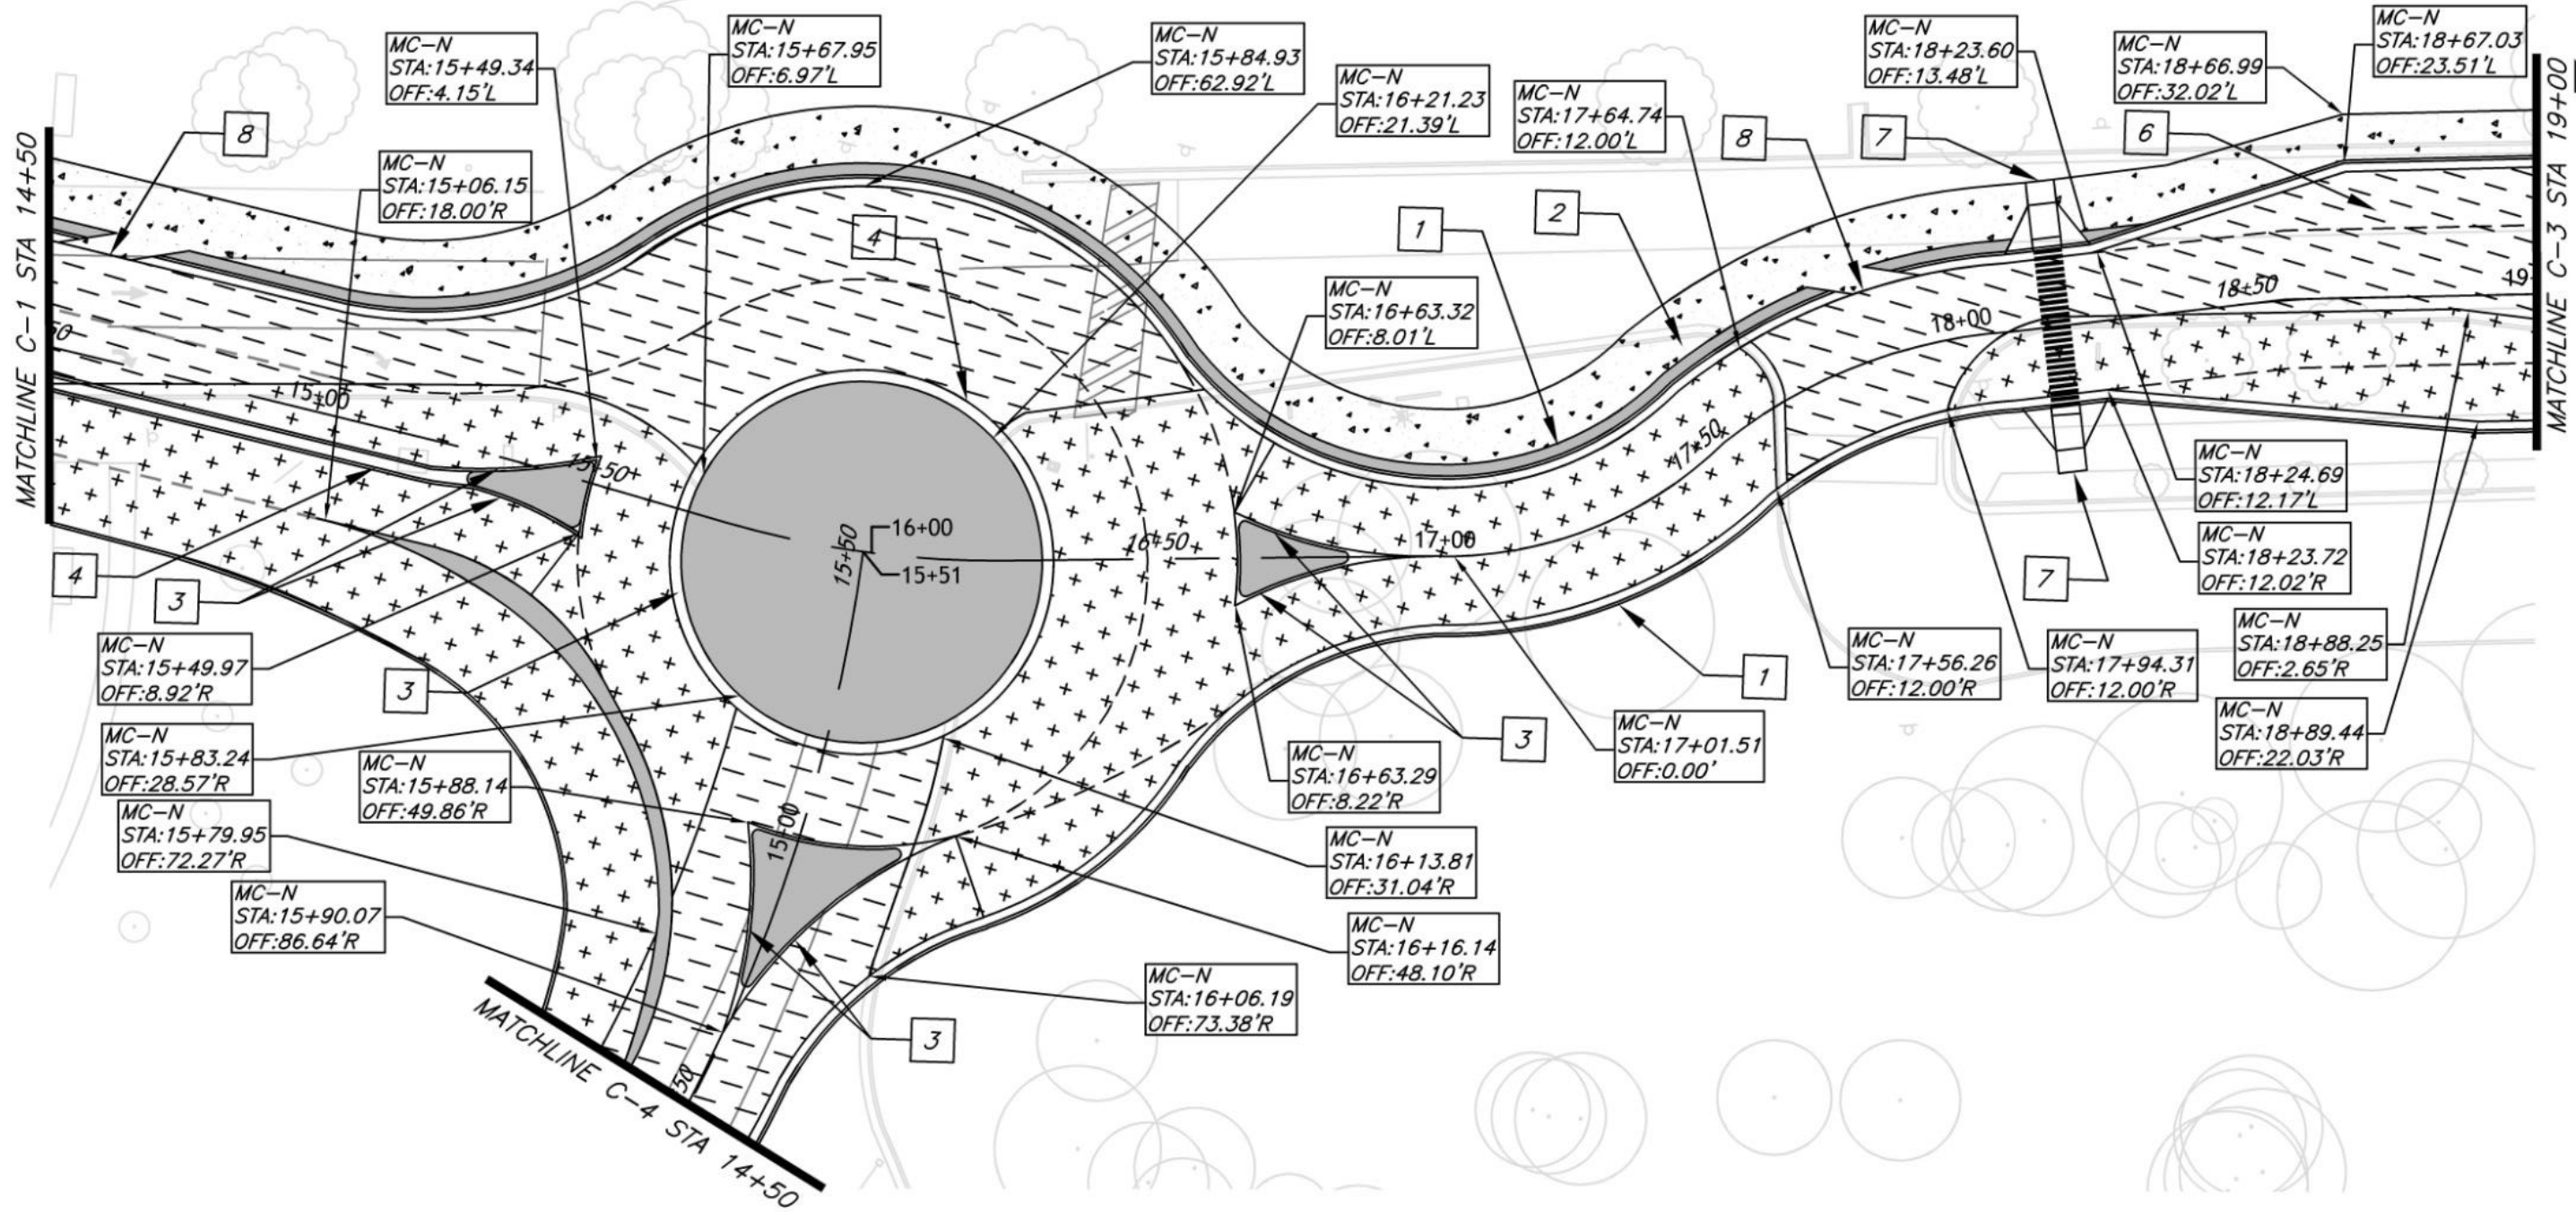 MC-N
STA:15+49.34
OFF:4.15'L
MC-N
STA:15+67.95
OFF:6.97'L
MC-N
STA:15+84.93
OFF:62.92'L
MC-N
STA:16+21.23
OFF:21.39'L
MC-N
STA:17+64.74
OFF:12.00'L
MC-N
STA:18+23.60
OFF:13.48'L
MC-N
STA:18+66.99
OFF:32.02'L
MC-N
STA:18+67.03
OFF:23.51'L
MATCHLINE C-1 STA 14+50
MATCHLINE C-3 STA 19+00
8
MC-N
STA:15+06.15
OFF:18.00'R
4
1
2
8
7
6
MC-N
STA:16+63.32
OFF:8.01'L
50
15+00
15+50
15+50
16+00
15+51
16+50
17+00
17+50
18+00
18+50
19
4
3
MC-N
STA:15+49.97
OFF:8.92'R
3
MC-N
STA:15+83.24
OFF:28.57'R
MC-N
STA:15+88.14
OFF:49.86'R
MC-N
STA:15+79.95
OFF:72.27'R
MC-N
STA:15+90.07
OFF:86.64'R
15+00
50
MATCHLINE C-4 STA 14+50
3
MC-N
STA:16+06.19
OFF:73.38'R
MC-N
STA:16+16.14
OFF:48.10'R
MC-N
STA:16+13.81
OFF:31.04'R
MC-N
STA:16+63.29
OFF:8.22'R
3
MC-N
STA:17+01.51
OFF:0.00'
1
MC-N
STA:17+56.26
OFF:12.00'R
MC-N
STA:17+94.31
OFF:12.00'R
7
MC-N
STA:18+24.69
OFF:12.17'L
MC-N
STA:18+23.72
OFF:12.02'R
MC-N
STA:18+88.25
OFF:2.65'R
MC-N
STA:18+89.44
OFF:22.03'R